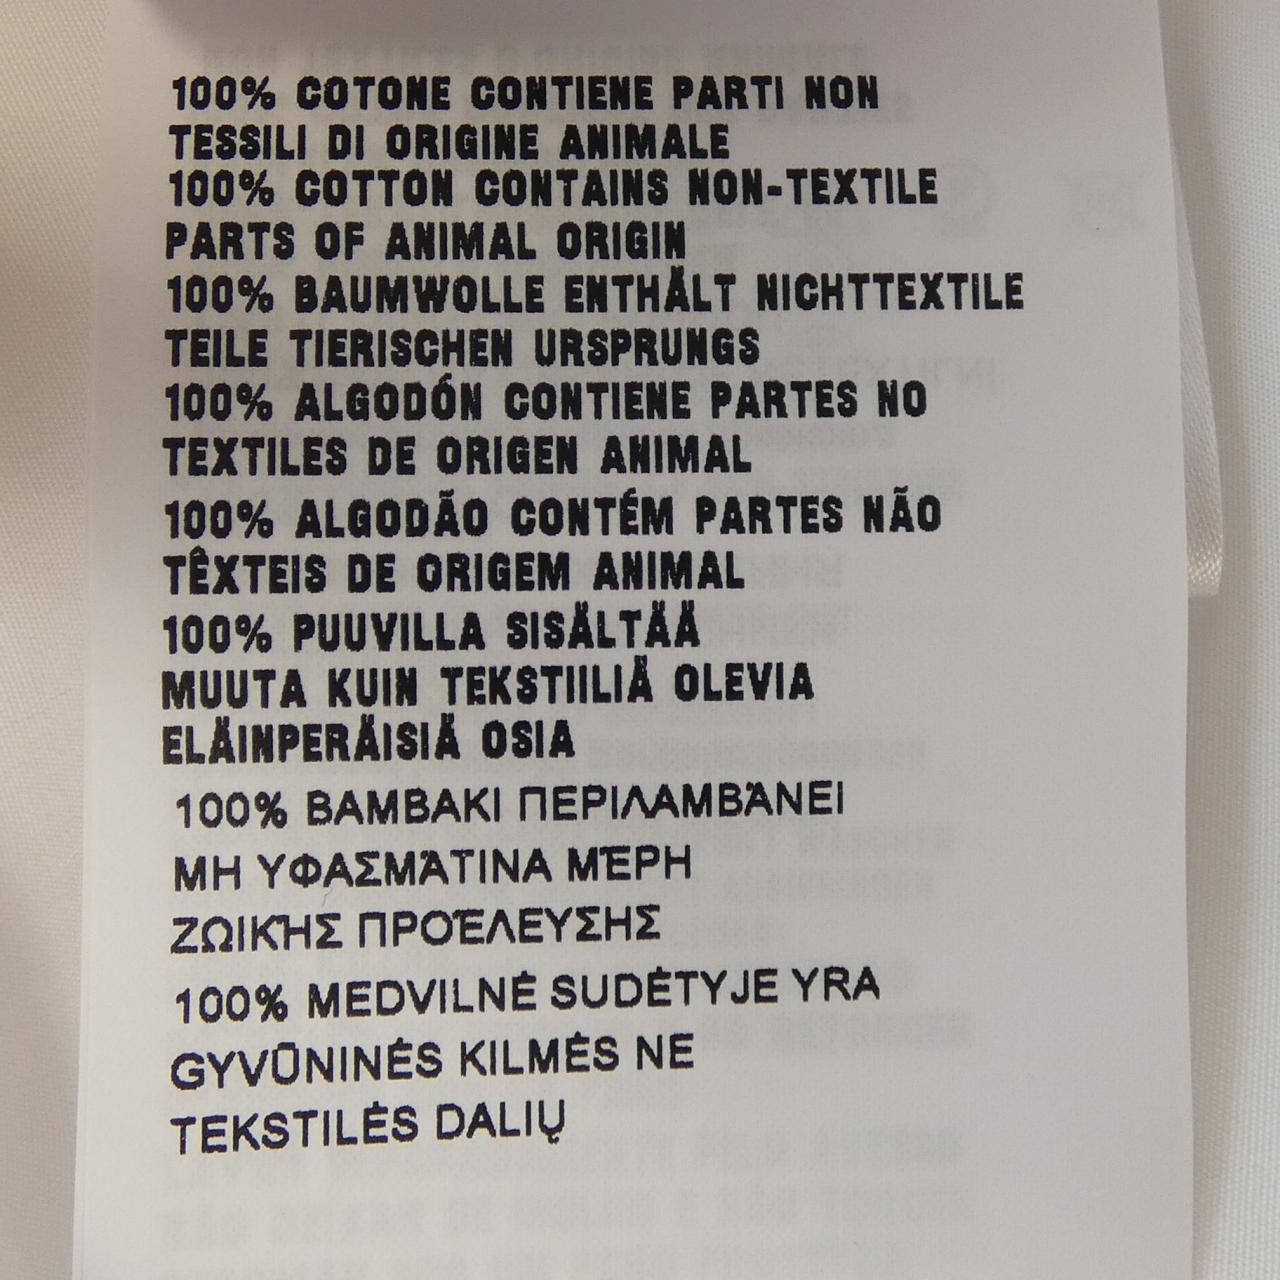 100% COTONE CONTIENE PARTI NON
TESSILI DI ORIGINE ANIMALE
100% COTTON CONTAINS NON-TEXTILE
PARTS OF ANIMAL ORIGIN
100% BAUMWOLLE ENTHÄLT NICHTTEXTILE
TEILE TIERISCHEN URSPRUNGS
100% ALGODÓN CONTIENE PARTES NO
TEXTILES DE ORIGEN ANIMAL
100% ALGODÃO CONTÉM PARTES NÃO
TÊXTEIS DE ORIGEM ANIMAL
100% PUUVILLA SISÄLTÄÄ
MUUTA KUIN TEKSTIILIÄ OLEVIA
ELÄINPERÄISIÄ OSIA
100% ΒΑΜΒΑΚΙ ΠΕΡΙΛΑΜΒΆΝΕΙ
ΜΗ ΥΦΑΣΜΆΤΙΝΑ ΜΈΡΗ
ΖΩΙΚΉΣ ΠΡΟΈΛΕΥΣΗΣ
100% MEDVILNĖ SUDĖTYJE YRA
GYVŪNINĖS KILMĖS NE
TEKSTILĖS DALIŲ